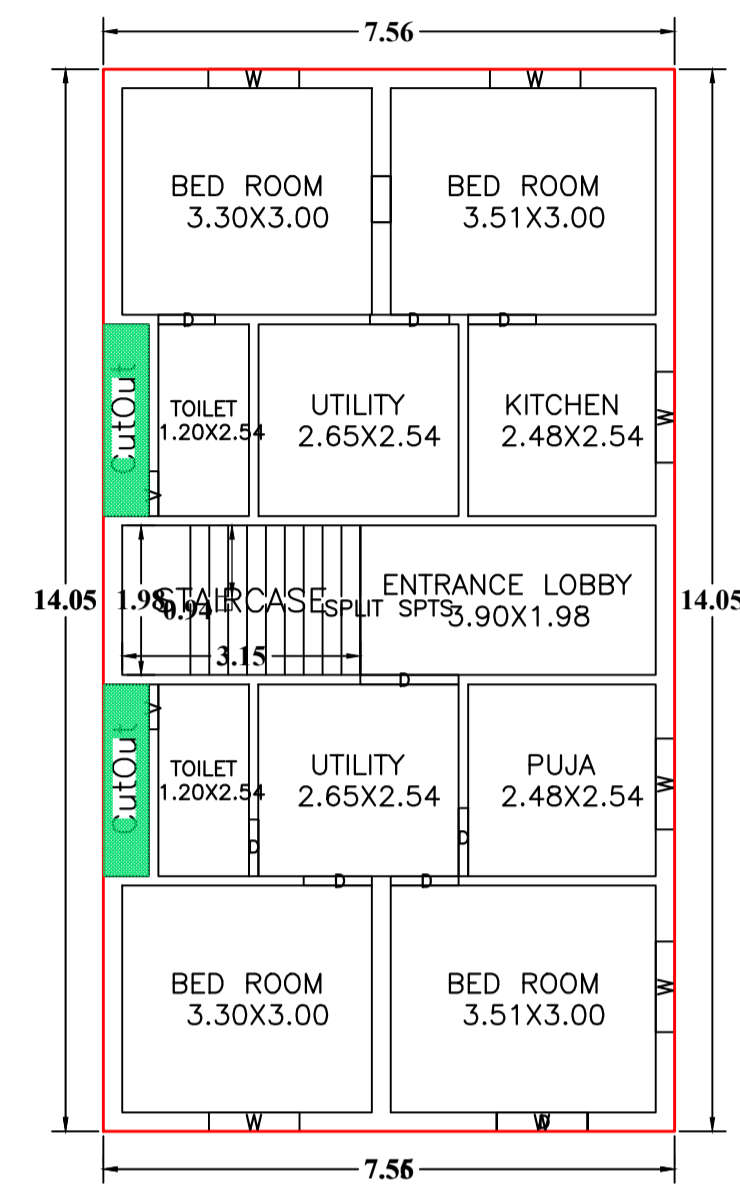 7.56
W
W
BED ROOM
3.30X3.00
BED ROOM
3.51X3.00
D
D
D
CutOut
TOILET
1.20X2.54
UTILITY
2.65X2.54
KITCHEN
2.48X2.54
W
V
14.05
1.98
0.94
STAIRCASE
SPLIT SPTS
ENTRANCE LOBBY
3.90X1.98
14.05
3.15
D
V
CutOut
TOILET
1.20X2.54
UTILITY
2.65X2.54
PUJA
2.48X2.54
W
D
D
D
D
BED ROOM
3.30X3.00
BED ROOM
3.51X3.00
W
W
W